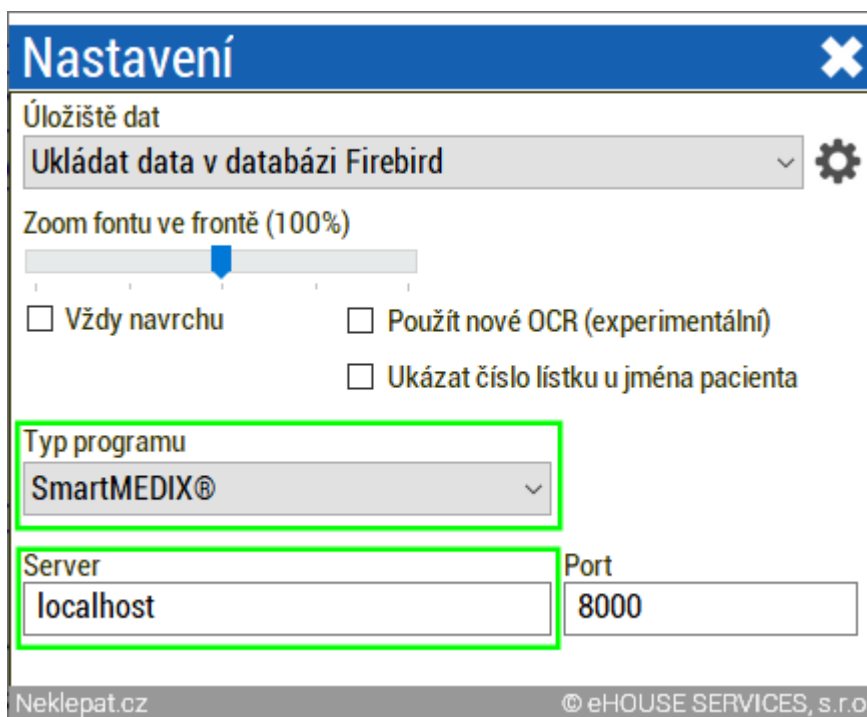 Nastavení
Úložiště dat
Ukládat data v databázi Firebird
Zoom fontu ve frontě (100%)
Vždy navrchu
Použít nové OCR (experimentální)
Ukázat číslo lístku u jména pacienta
Typ programu
SmartMEDIX®
Server Port
localhost 8000
Neklepat.cz © eHOUSE SERVICES, s.r.o